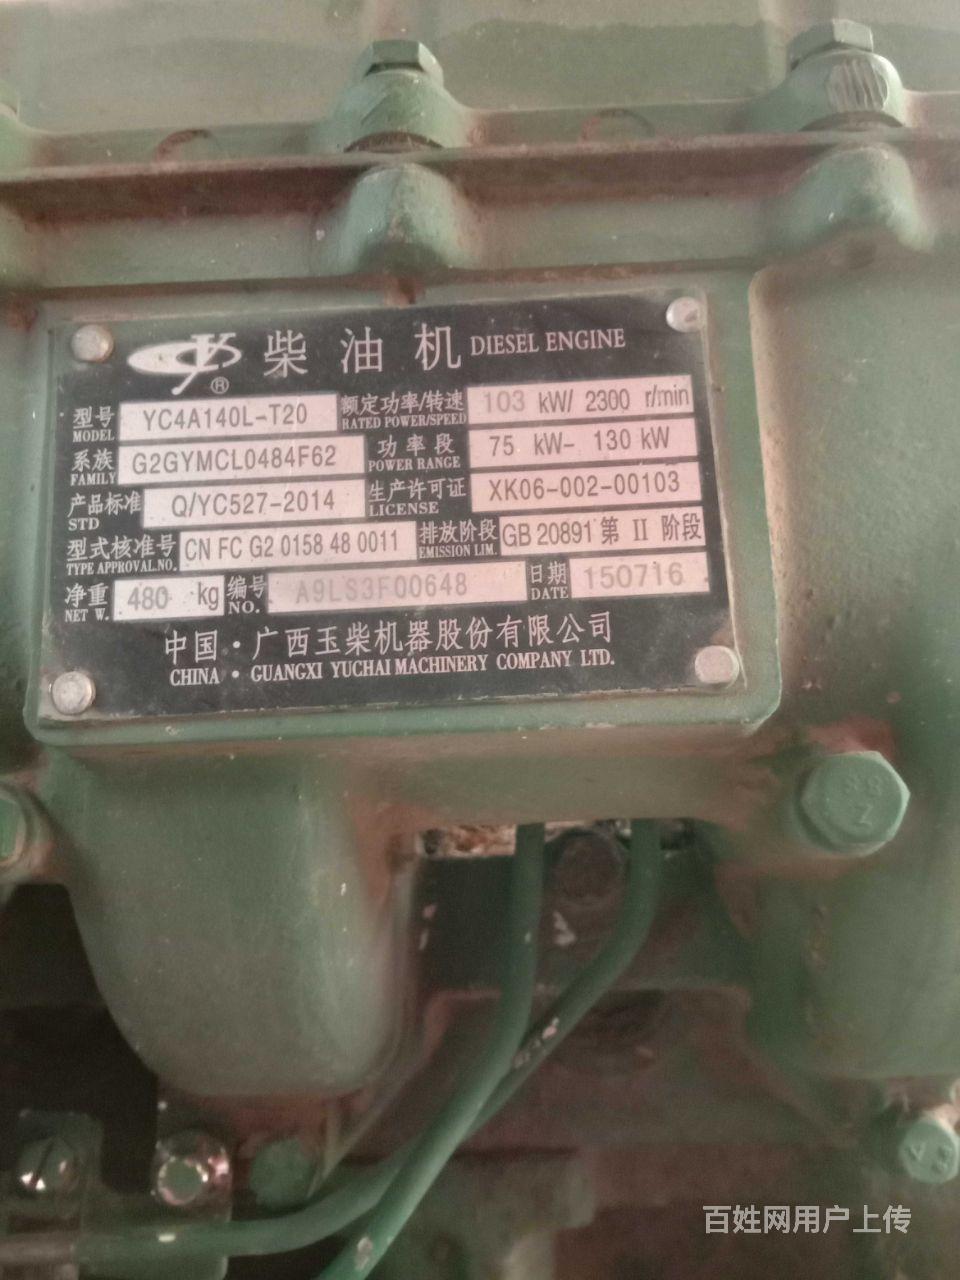 柴油机 DIESEL ENGINE
型号 MODEL YC4A140L-T20 额定功率/转速 RATED POWER/SPEED 103 kW/ 2300 r/min
系族 FAMILY G2GYMCL0484F62 功率段 POWER RANGE 75 kW- 130 kW
产品标准 STD Q/YC527-2014 生产许可证 LICENSE XK06-002-00103
型式核准号 TYPE APPROVAL.NO. CN FC G2 0158 48 0011 排放阶段 EMISSION LIM. GB 20891 第 II 阶段
净重 NET W. 480 kg 编号 NO. A9LS3F00648 日期 DATE 150716
中国·广西玉柴机器股份有限公司
CHINA · GUANGXI YUCHAI MACHINERY COMPANY LTD.
百姓网用户上传